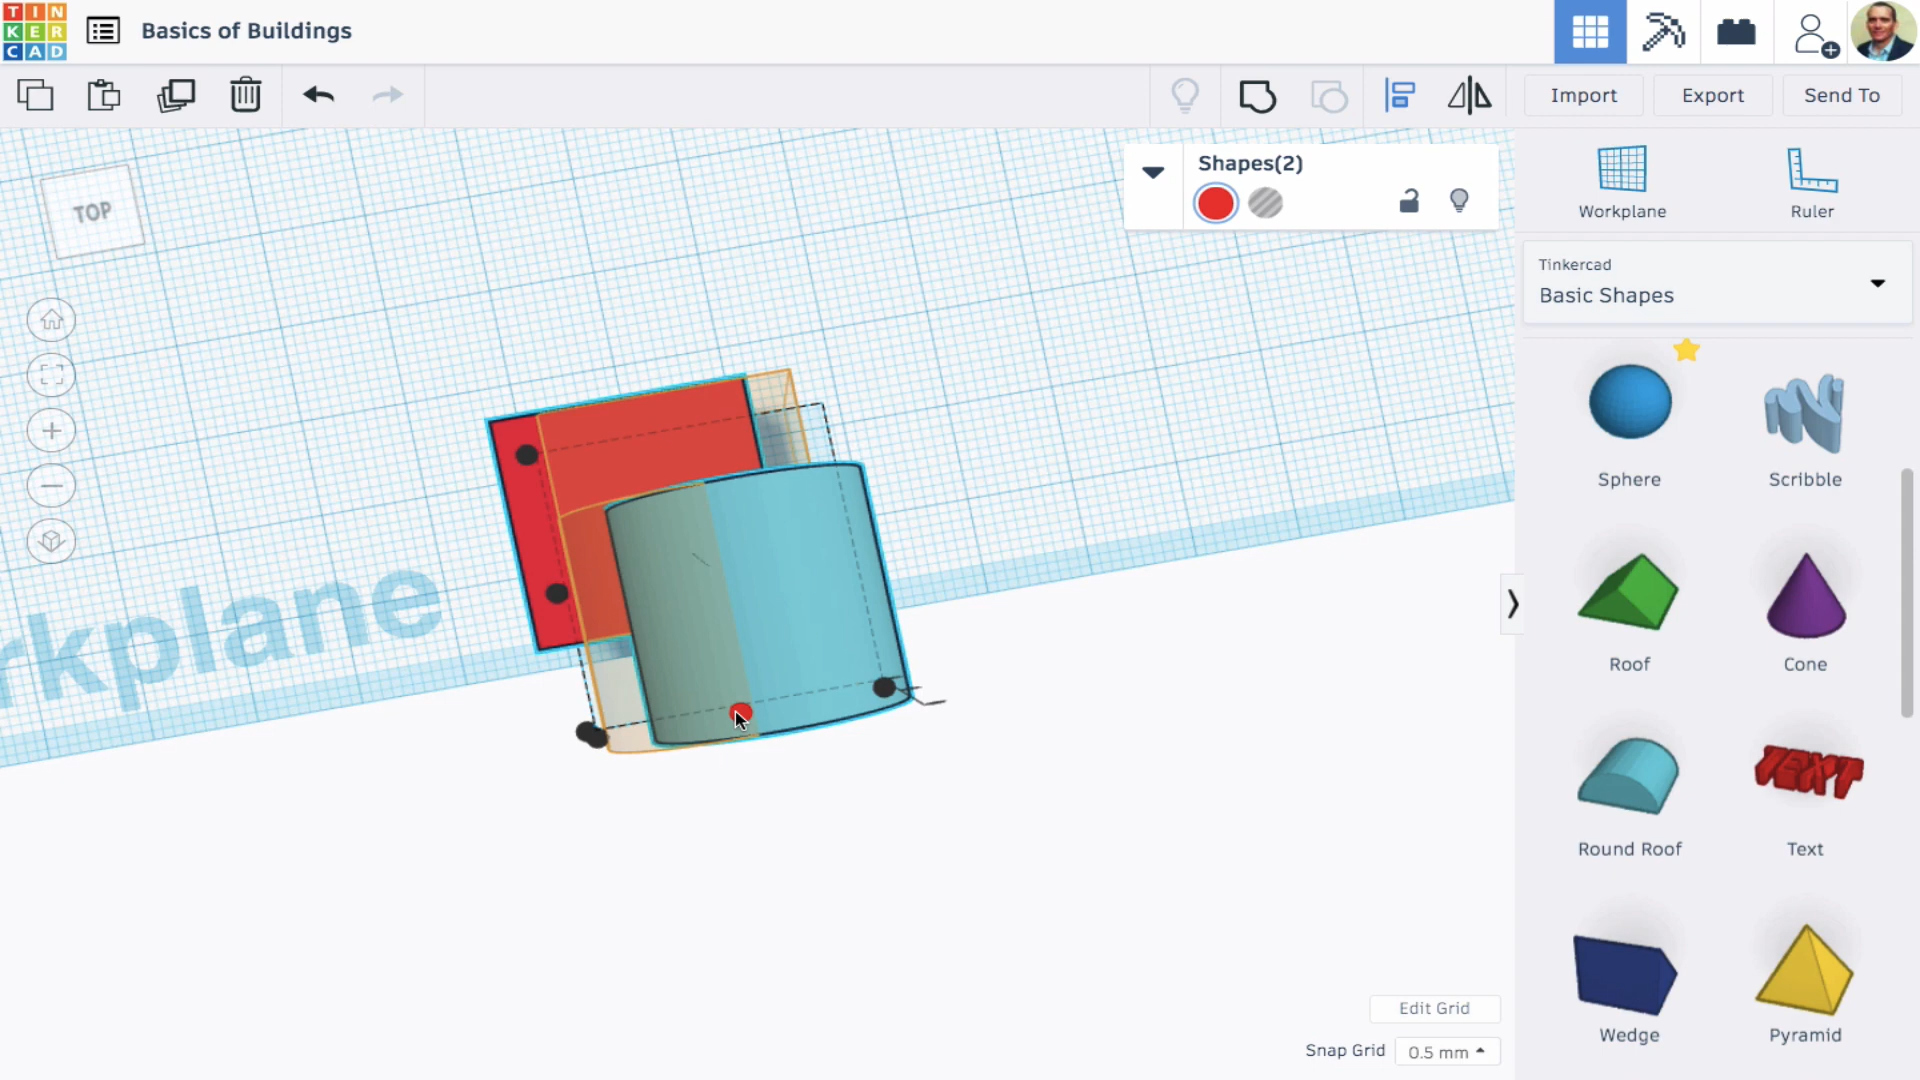 TIN
KER
CAD
Basics of Buildings
Import
Export
Send To
TOP
Shapes(2)
Workplane
Ruler
Tinkercad
Basic Shapes
Sphere
Scribble
Roof
Cone
rkplane
Round Roof
TEXT
Text
Wedge
Pyramid
Edit Grid
Snap Grid
0.5 mm